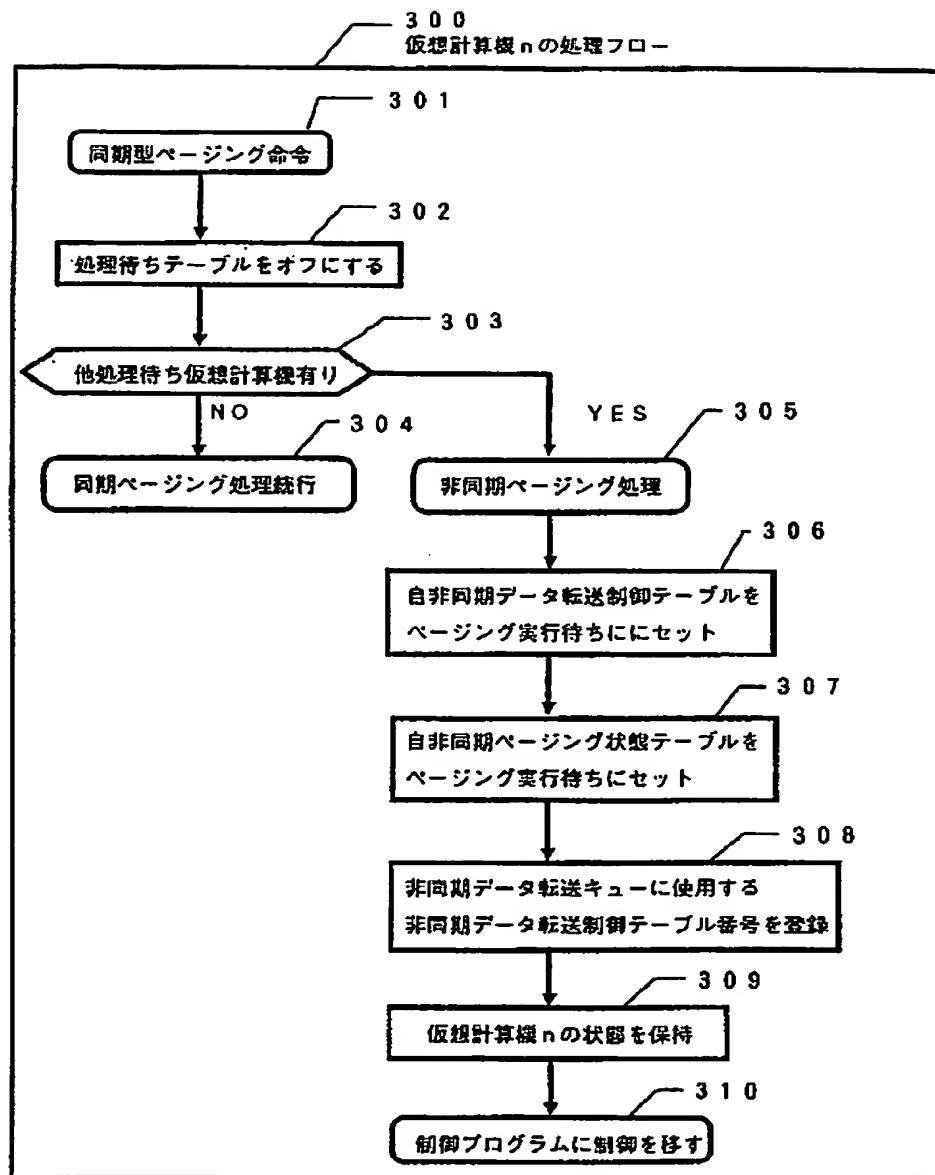 300
仮想計算機nの処理フロー
301
同期型ページング命令
302
処理待ちテーブルをオフにする
303
他処理待ち仮想計算機有り
NO
YES
304
305
同期ページング処理続行
非同期ページング処理
306
自非同期データ転送制御テーブルを
ページング実行待ちににセット
307
自非同期ページング状態テーブルを
ページング実行待ちにセット
308
非同期データ転送キューに使用する
非同期データ転送制御テーブル番号を登録
309
仮想計算機nの状態を保持
310
制御プログラムに制御を移す